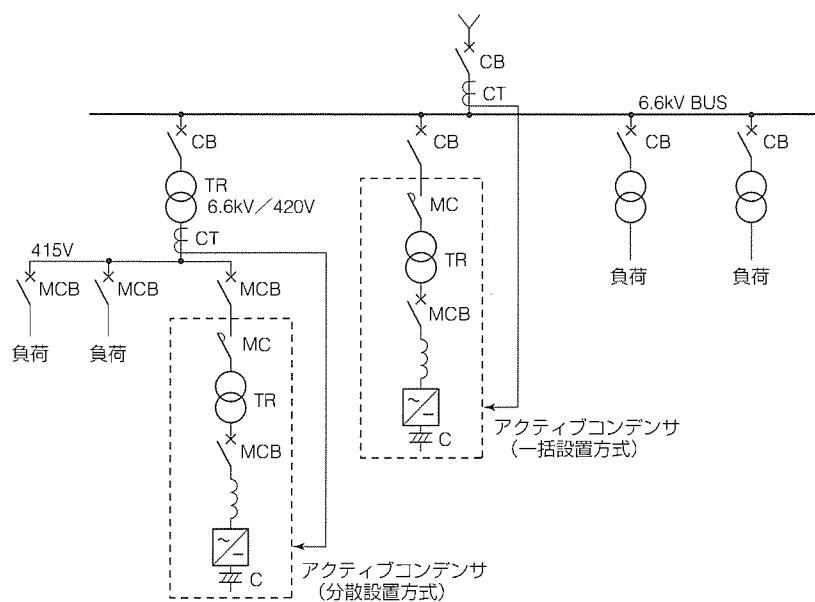 CB
CT
6.6kV BUS
CB
CB
CB
CB
TR
6.6kV／420V
MC
CT
TR
415V
MCB
MCB
MCB
MCB
負荷
負荷
負荷
負荷
MC
TR
C
アクティブコンデンサ
（一括設置方式）
MCB
C
アクティブコンデンサ
（分散設置方式）